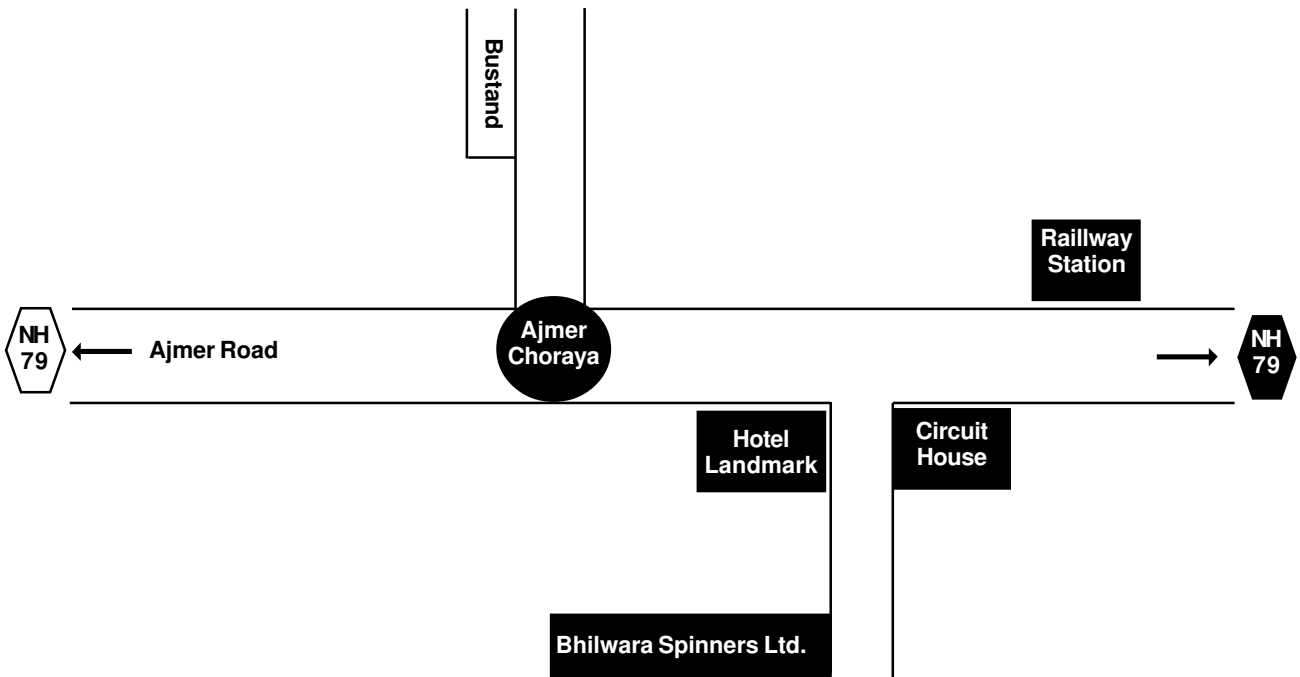 Bustand
Raillway
Station
NH
79
Ajmer Road
Ajmer
Choraya
NH
79
Hotel
Landmark
Circuit
House
Bhilwara Spinners Ltd.